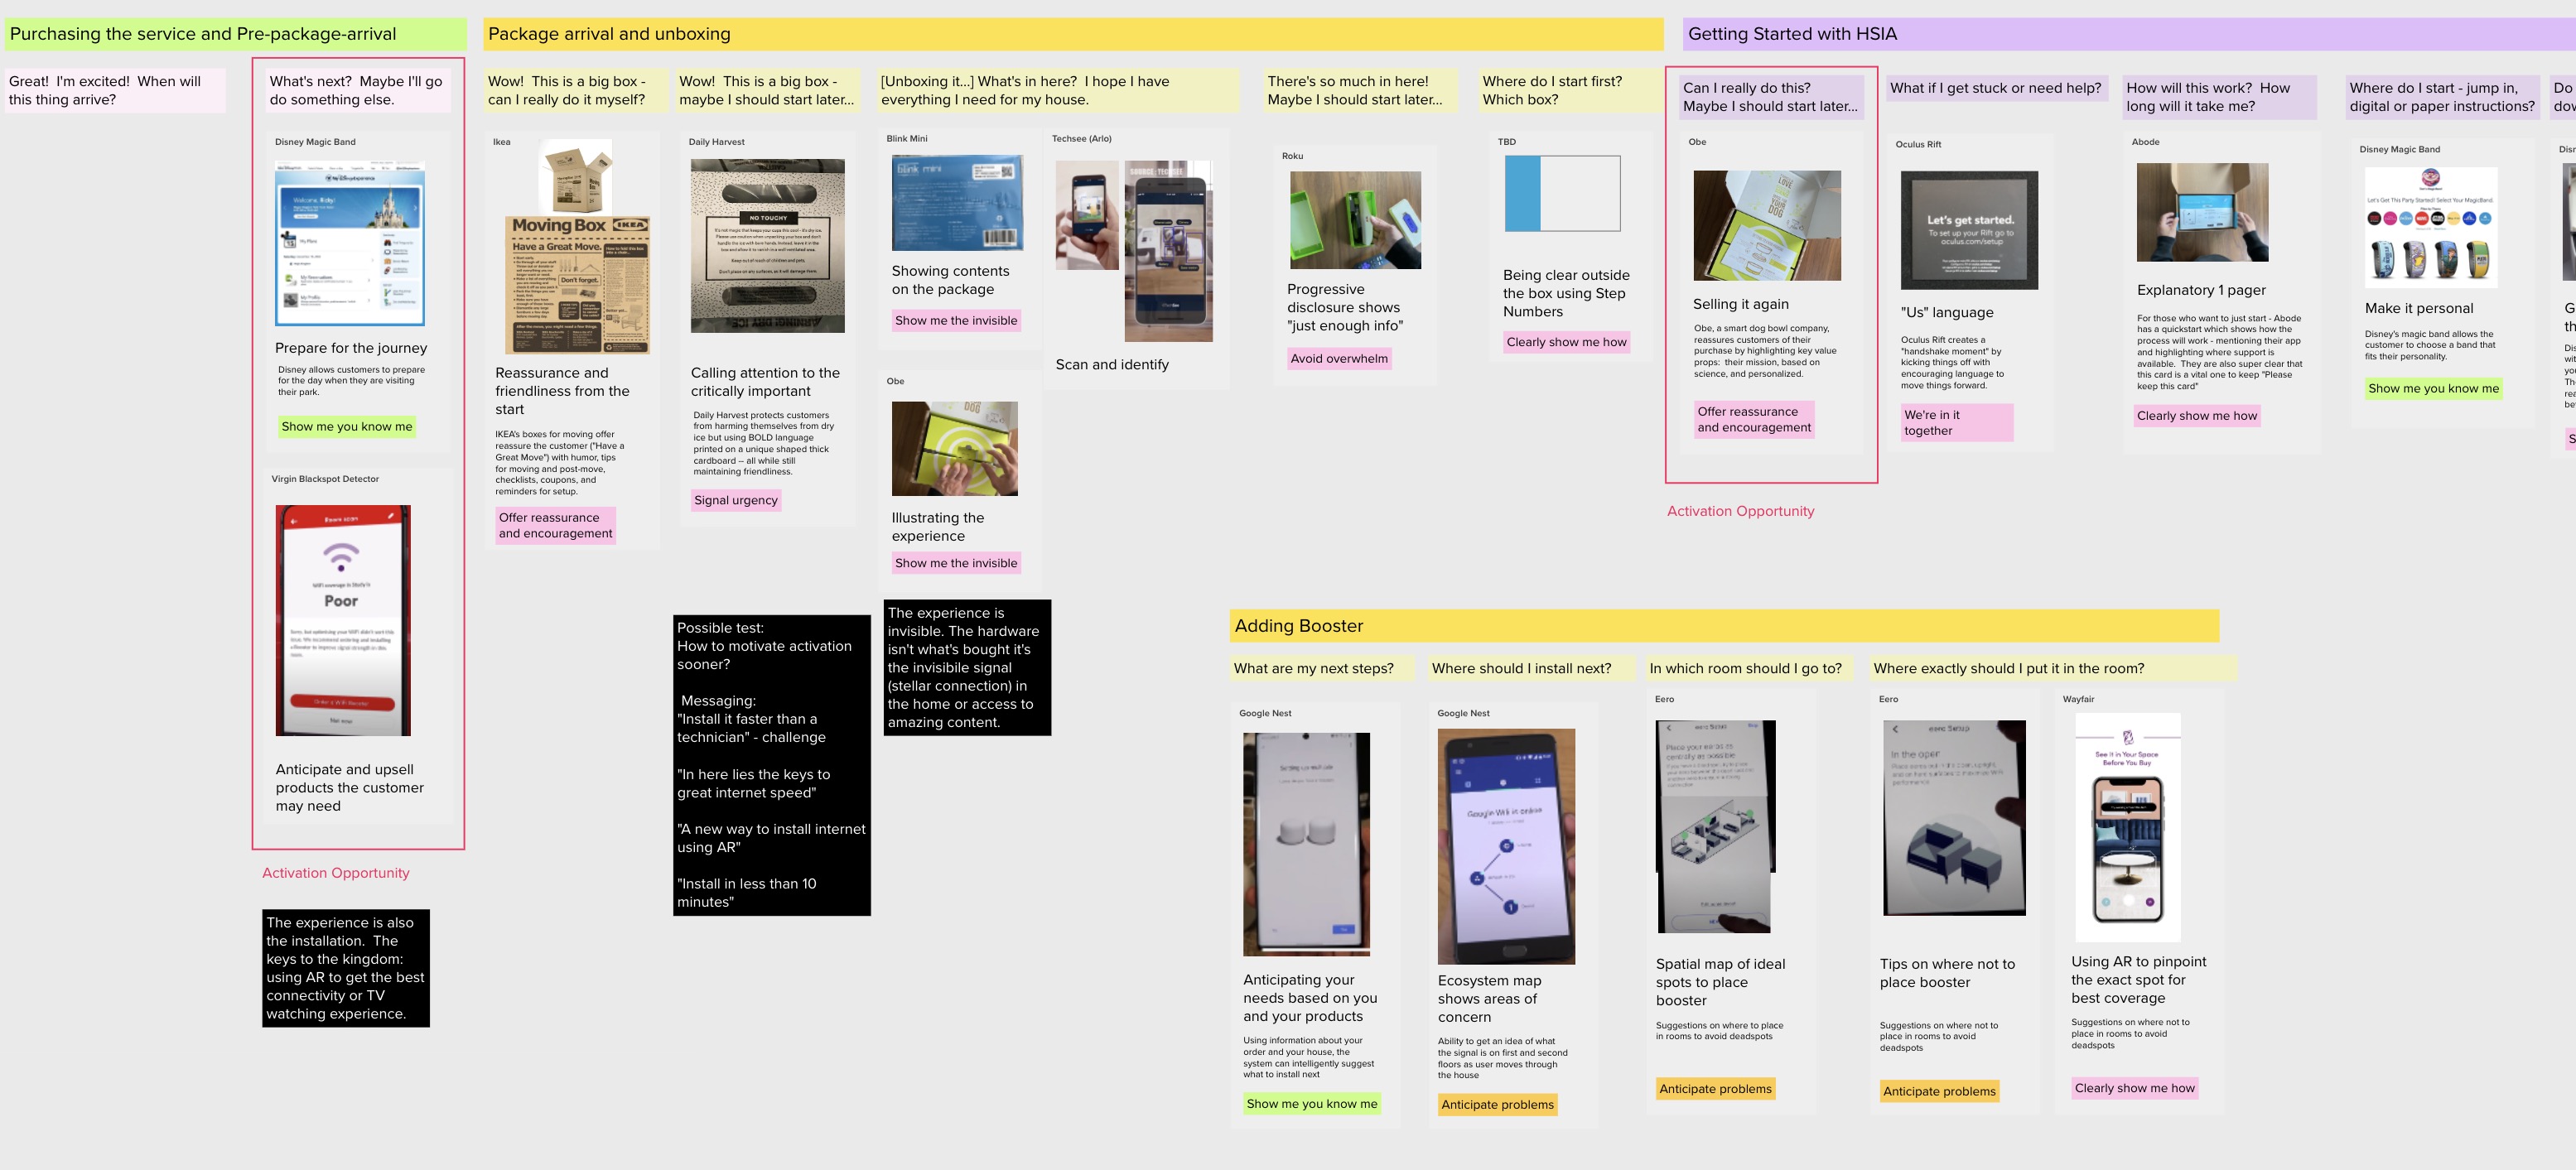 Purchasing the service and Pre-package-arrival
Great!  I'm excited!  When will
this thing arrive?
What's next?  Maybe I'll go
do something else.
Disney Magic Band
Welcome, Ricky!
My Plans
Prepare for the journey
Disney allows customers to prepare
for the day when they are visiting
their park.
Show me you know me
Virgin Blackspot Detector
Room scan
Poor
Not now
Anticipate and upsell
products the customer
may need
Activation Opportunity
The experience is also
the installation.  The
keys to the kingdom:
using AR to get the best
connectivity or TV
watching experience.
Package arrival and unboxing
Wow!  This is a big box -
can I really do it myself?
Ikea
Moving Box
IKEA
Have a Great Move.
Don't forget.
Reassurance and
friendliness from the
start
IKEA's boxes for moving offer
reassure the customer ("Have a
Great Move") with humor, tips
for moving and post-move,
checklists, coupons, and
reminders for setup.
Offer reassurance
and encouragement
Wow!  This is a big box -
maybe I should start later...
Daily Harvest
NO TOUCHY
Calling attention to the
critically important
Daily Harvest protects customers
from harming themselves from dry
ice but using BOLD language
printed on a unique shaped thick
cardboard -- all while still
maintaining friendliness.
Signal urgency
Possible test:
How to motivate activation
sooner?
Messaging:
"Install it faster than a
technician" - challenge
"In here lies the keys to
great internet speed"
"A new way to install internet
using AR"
"Install in less than 10
minutes"
[Unboxing it...] What's in here?  I hope I have
everything I need for my house.
Blink Mini
blink mini
Showing contents
on the package
Show me the invisible
Techsee (Arlo)
Scan and identify
Obe
Illustrating the
experience
Show me the invisible
The experience is
invisible. The hardware
isn't what's bought it's
the invisibile signal
(stellar connection) in
the home or access to
amazing content.
There's so much in here!
Maybe I should start later...
Roku
Progressive
disclosure shows
"just enough info"
Avoid overwhelm
Where do I start first?
Which box?
TBD
Being clear outside
the box using Step
Numbers
Clearly show me how
Getting Started with HSIA
Can I really do this?
Maybe I should start later...
Obe
Selling it again
Obe, a smart dog bowl company,
reassures customers of their
purchase by highlighting key value
props:  their mission, based on
science, and personalized.
Offer reassurance
and encouragement
Activation Opportunity
What if I get stuck or need help?
Oculus Rift
Let's get started.
To set up your Rift go to
oculus.com/setup
"Us" language
Oculus Rift creates a
"handshake moment" by
kicking things off with
encouraging language to
move things forward.
We're in it
together
How will this work?  How
long will it take me?
Abode
Explanatory 1 pager
For those who want to just start - Abode
has a quickstart which shows how the
process will work - mentioning their app
and highlighting where support is
available.  They are also super clear that
this card is a vital one to keep "Please
keep this card"
Clearly show me how
Where do I start - jump in,
digital or paper instructions?
Disney Magic Band
Let's Get This Party Started! Select Your MagicBand.
Make it personal
Disney's magic band allows the
customer to choose a band that
fits their personality.
Show me you know me
Do
Adding Booster
What are my next steps?
Google Nest
Anticipating your
needs based on you
and your products
Using information about your
order and your house, the
system can intelligently suggest
what to install next
Show me you know me
Where should I install next?
Google Nest
Google Wifi is online
Ecosystem map
shows areas of
concern
Ability to get an idea of what
the signal is on first and second
floors as user moves through
the house
Anticipate problems
In which room should I go to?
Eero
eero Setup
Place your eeros as
centrally as possible
Spatial map of ideal
spots to place
booster
Suggestions on where to place
in rooms to avoid deadspots
Anticipate problems
Where exactly should I put it in the room?
Eero
eero Setup
In the open
Tips on where not to
place booster
Suggestions on where not to
place in rooms to avoid
deadspots
Anticipate problems
Wayfair
See it in Your Space
Before You Buy
Using AR to pinpoint
the exact spot for
best coverage
Suggestions on where not to
place in rooms to avoid
deadspots
Clearly show me how